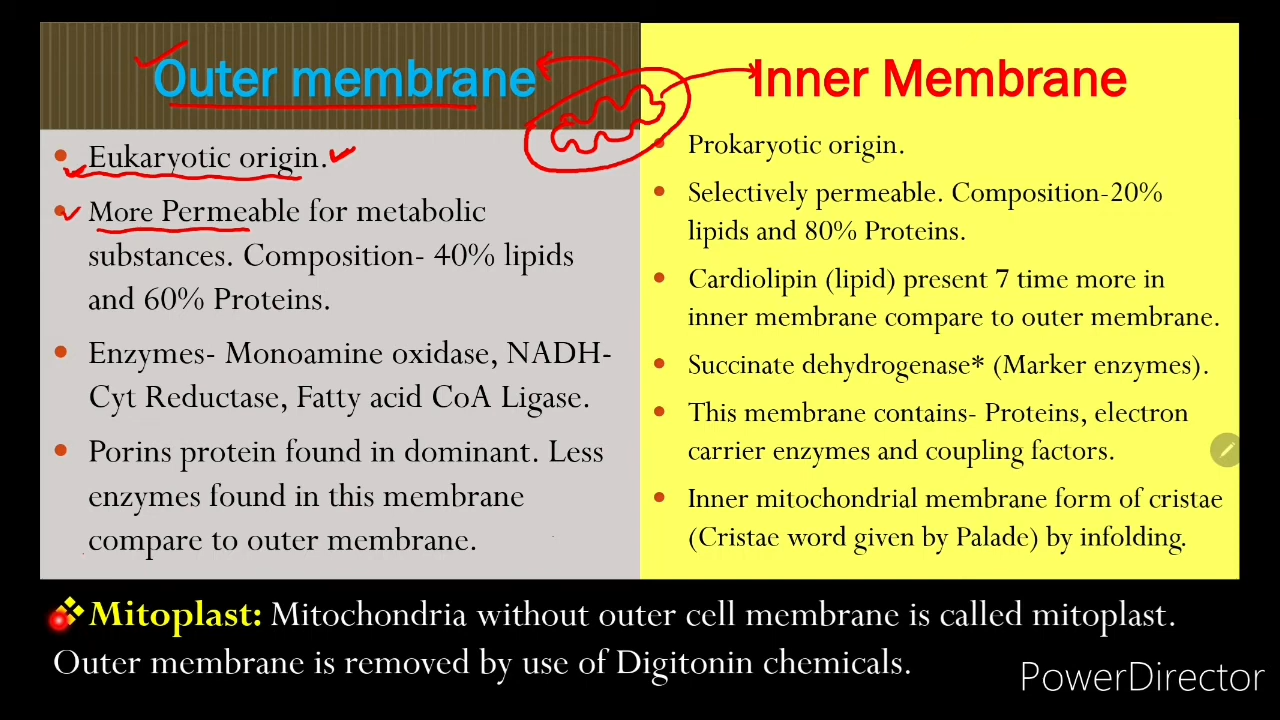 Outer membrane
• Eukaryotic origin.
• More Permeable for metabolic
substances. Composition- 40% lipids
and 60% Proteins.
• Enzymes- Monoamine oxidase, NADH-
Cyt Reductase, Fatty acid CoA Ligase.
• Porins protein found in dominant. Less
enzymes found in this membrane
compare to outer membrane.
Inner Membrane
• Prokaryotic origin.
• Selectively permeable. Composition-20%
lipids and 80% Proteins.
• Cardiolipin (lipid) present 7 time more in
inner membrane compare to outer membrane.
• Succinate dehydrogenase* (Marker enzymes).
• This membrane contains- Proteins, electron
carrier enzymes and coupling factors.
• Inner mitochondrial membrane form of cristae
(Cristae word given by Palade) by infolding.
❖Mitoplast: Mitochondria without outer cell membrane is called mitoplast.
Outer membrane is removed by use of Digitonin chemicals.
PowerDirector